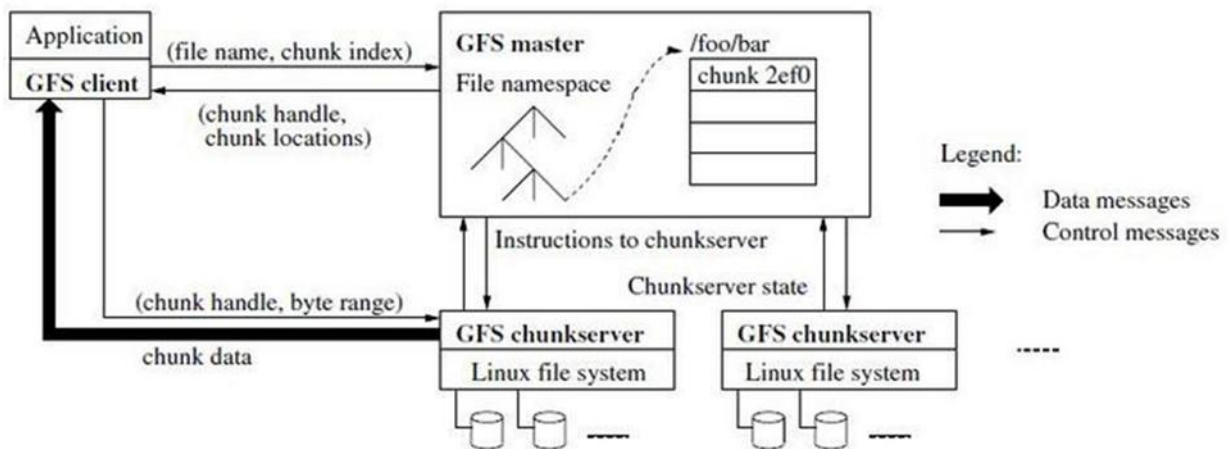 Application
GFS client
(file name, chunk index)
(chunk handle,
chunk locations)
GFS master
File namespace
/foo/bar
chunk 2ef0
Legend:
Data messages
Control messages
Instructions to chunkserver
Chunkserver state
(chunk handle, byte range)
chunk data
GFS chunkserver
Linux file system
GFS chunkserver
Linux file system